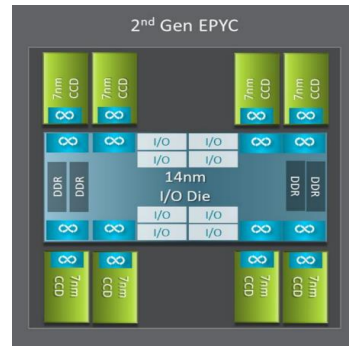 2nd Gen EPYC
7nm CCD
7nm CCD
7nm CCD
7nm CCD
∞ ∞ ∞ ∞
∞ ∞ I/O I/O ∞ ∞
I/O I/O
DDR DDR 14nm I/O Die DDR DDR
I/O I/O
∞ ∞ I/O I/O ∞ ∞
∞ ∞ ∞ ∞
7nm CCD
7nm CCD
7nm CCD
7nm CCD